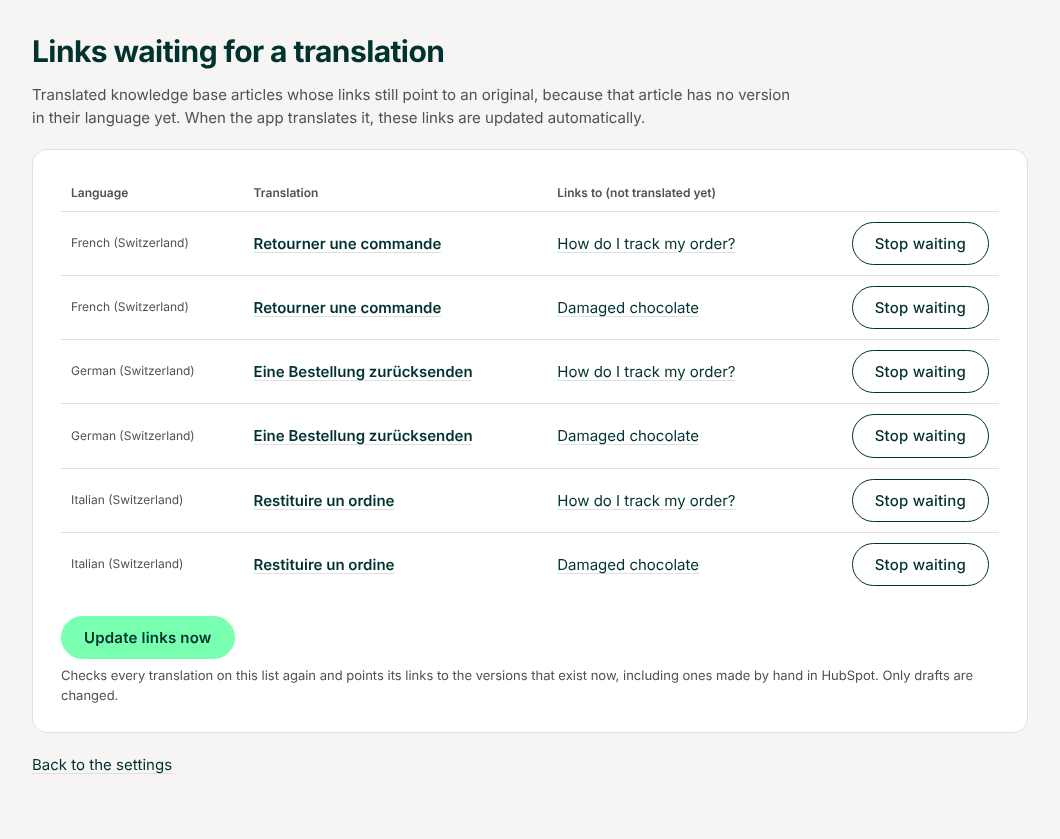 Links waiting for a translation
Translated knowledge base articles whose links still point to an original, because that article has no version
in their language yet. When the app translates it, these links are updated automatically.
Language Translation Links to (not translated yet)
French (Switzerland) Retourner une commande How do I track my order? Stop waiting
French (Switzerland) Retourner une commande Damaged chocolate Stop waiting
German (Switzerland) Eine Bestellung zurücksenden How do I track my order? Stop waiting
German (Switzerland) Eine Bestellung zurücksenden Damaged chocolate Stop waiting
Italian (Switzerland) Restituire un ordine How do I track my order? Stop waiting
Italian (Switzerland) Restituire un ordine Damaged chocolate Stop waiting
Update links now
Checks every translation on this list again and points its links to the versions that exist now, including ones made by hand in HubSpot. Only drafts are
changed.
Back to the settings